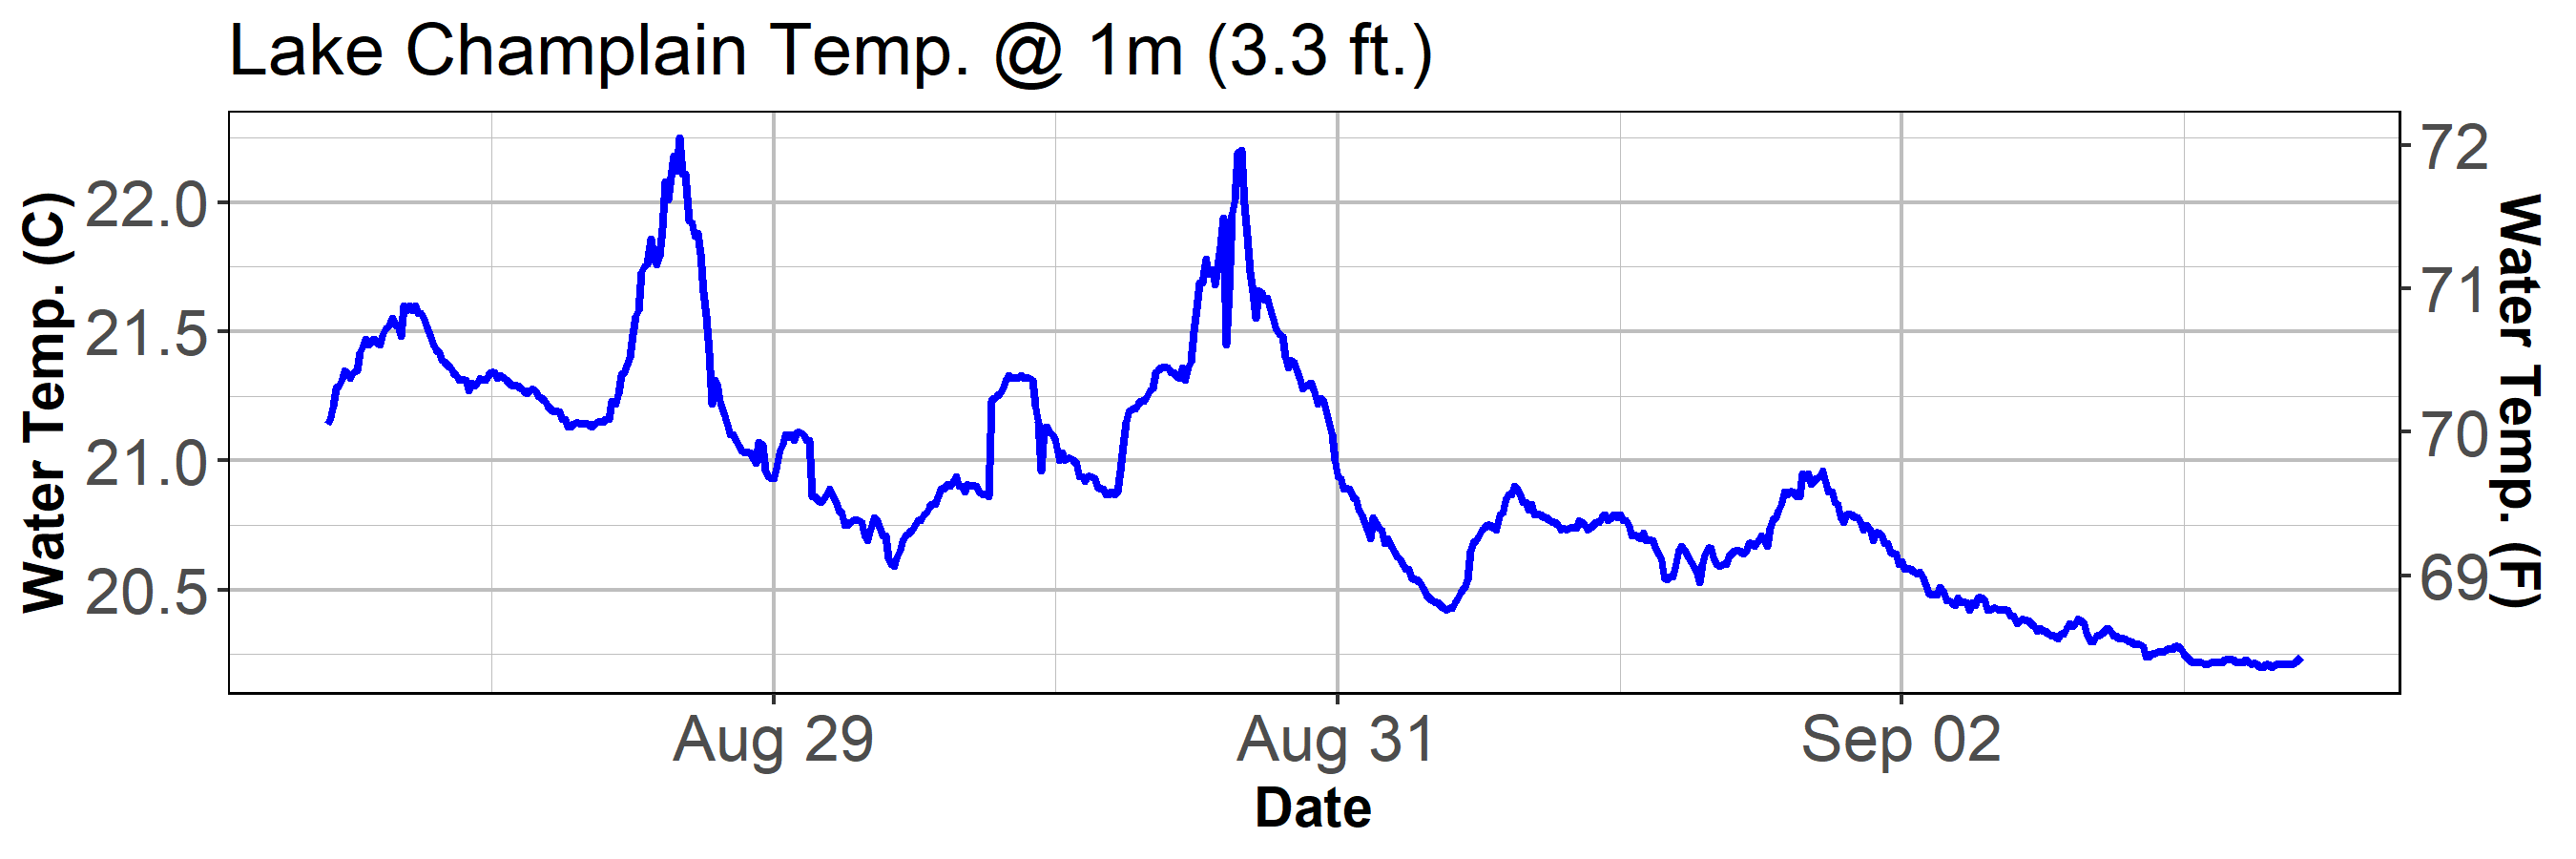 Lake Champlain Temp. @ 1m (3.3 ft.)
Water Temp. (C)
22.0
21.5
21.0
20.5
72
71
70
69
Water Temp. (F)
Aug 29
Aug 31
Sep 02
Date